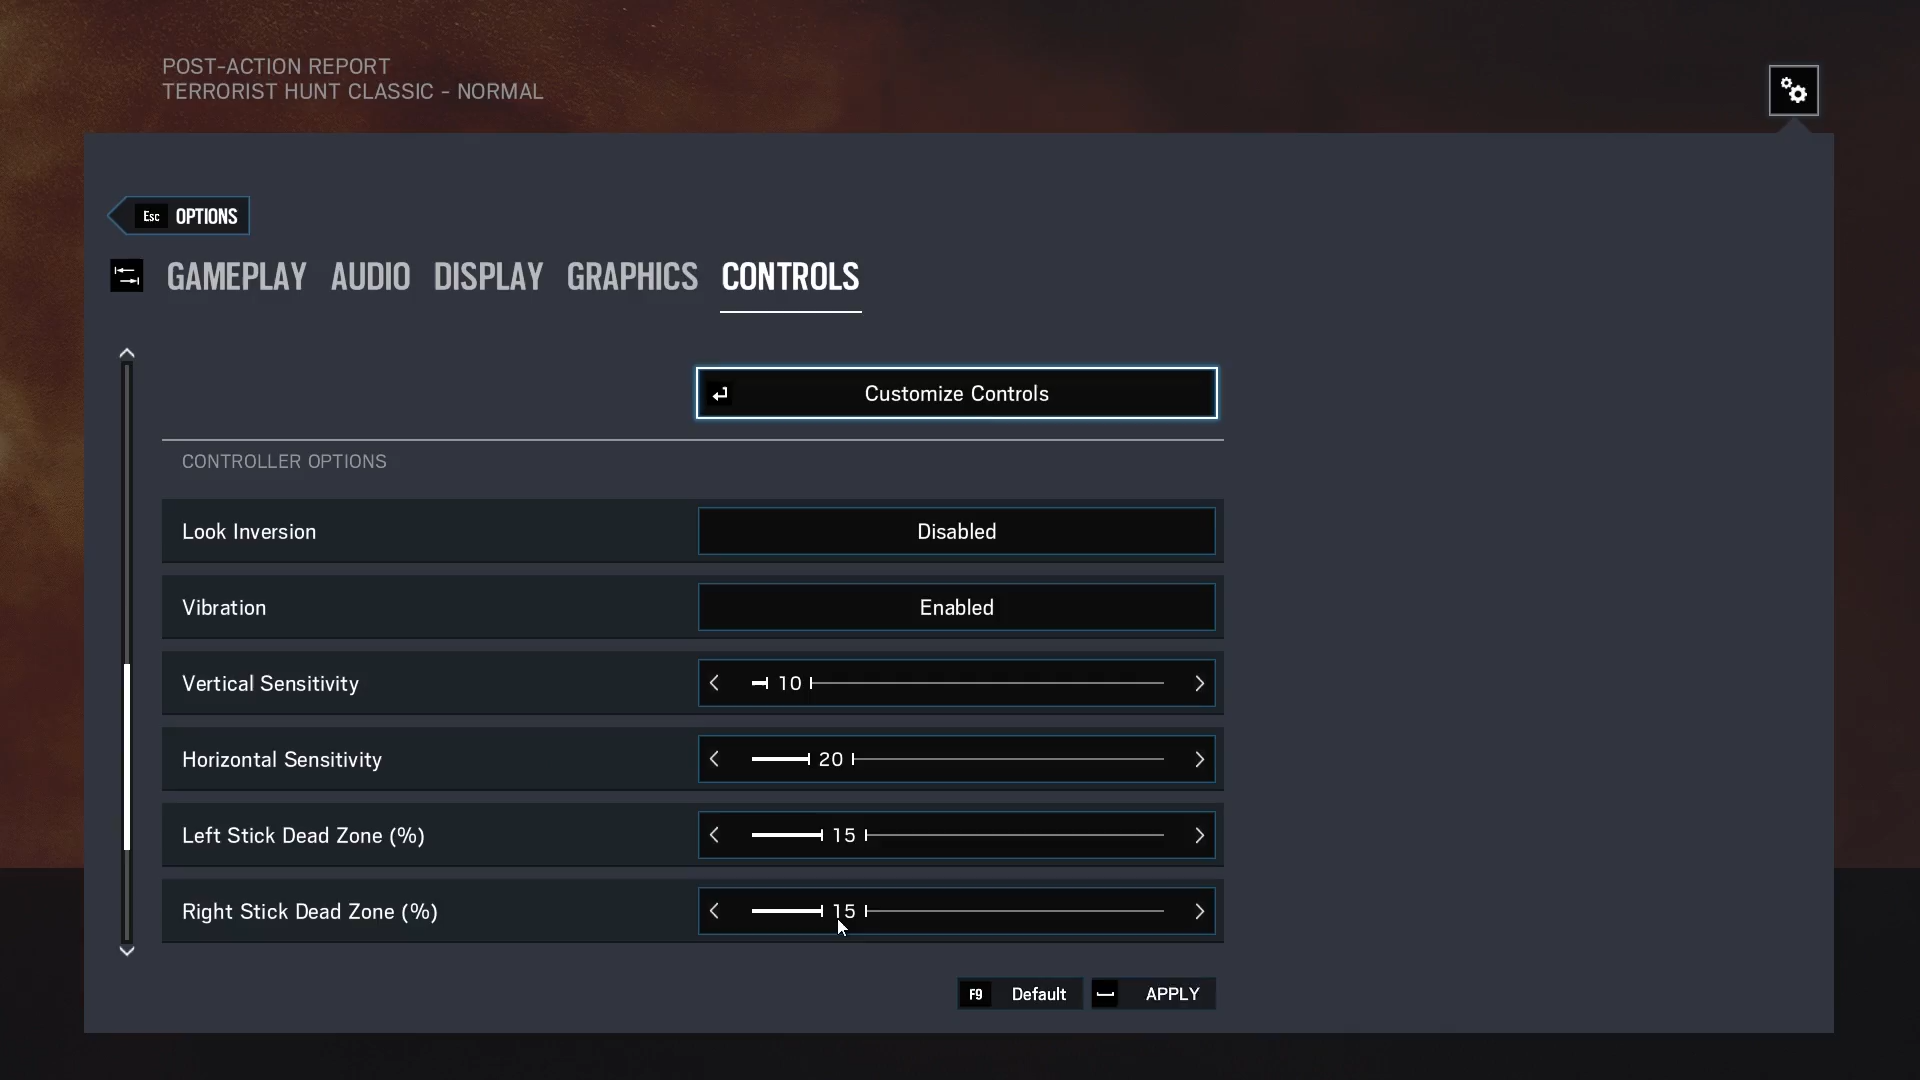 POST-ACTION REPORT
TERRORIST HUNT CLASSIC - NORMAL
Esc OPTIONS
GAMEPLAY AUDIO DISPLAY GRAPHICS CONTROLS
Customize Controls
CONTROLLER OPTIONS
Look Inversion Disabled
Vibration Enabled
Vertical Sensitivity 10
Horizontal Sensitivity 20
Left Stick Dead Zone (%) 15
Right Stick Dead Zone (%) 15
F9 Default APPLY